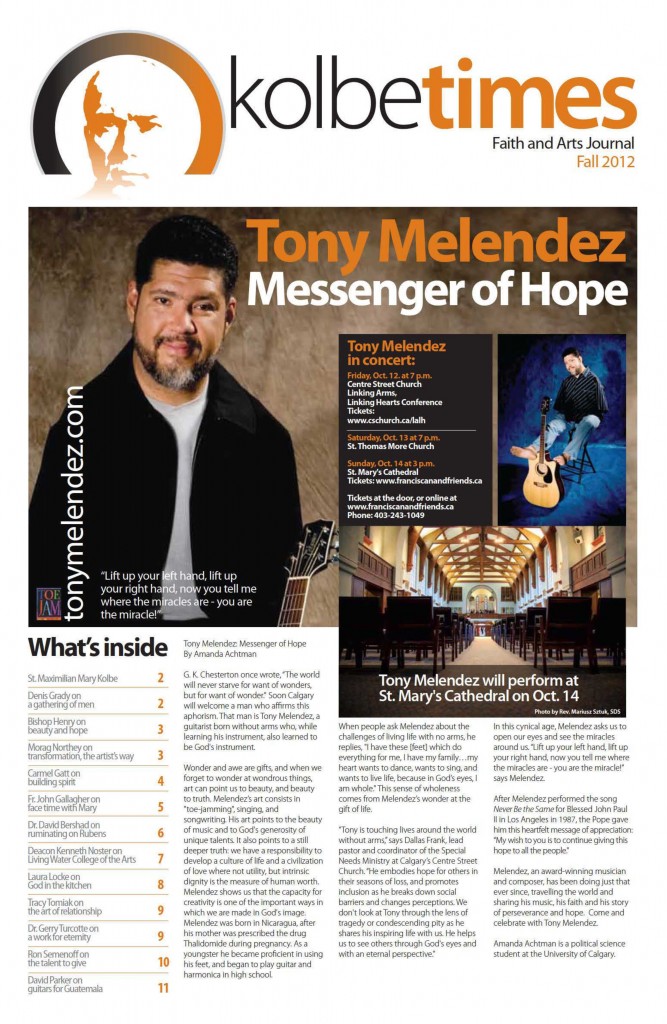 kolbetimes
Faith and Arts Journal
Fall 2012
Tony Melendez
Messenger of Hope
Tony Melendez
in concert:
Friday, Oct. 12. at 7 p.m.
Centre Street Church
Linking Arms,
Linking Hearts Conference
Tickets:
www.cschurch.ca/lalh
Saturday, Oct. 13 at 7 p.m.
St. Thomas More Church
Sunday, Oct. 14 at 3 p.m.
St. Mary's Cathedral
Tickets: www.franciscanandfriends.ca
Tickets at the door, or online at
www.franciscanandfriends.ca
Phone: 403-243-1049
tonymelendez.com
TOE
JAM
"Lift up your left hand, lift up
your right hand, now you tell me
where the miracles are - you are
the miracle!"
Tony Melendez will perform at
St. Mary's Cathedral on Oct. 14
Photo by Rev. Mariusz Sztuk, SDS
What's inside
St. Maximilian Mary Kolbe 2
Denis Grady on
a gathering of men 2
Bishop Henry on
beauty and hope 3
Morag Northey on
transformation, the artist's way 3
Carmel Gatt on
building spirit 4
Fr. John Gallagher on
face time with Mary 5
Dr. David Bershad on
ruminating on Rubens 6
Deacon Kenneth Noster on
Living Water College of the Arts 7
Laura Locke on
God in the kitchen 8
Tracy Tomiak on
the art of relationship 9
Dr. Gerry Turcotte on
a work for eternity 9
Ron Semenoff on
the talent to give 10
David Parker on
guitars for Guatemala 11
Tony Melendez: Messenger of Hope
By Amanda Achtman
G. K. Chesterton once wrote, "The world
will never starve for want of wonders,
but for want of wonder." Soon Calgary
will welcome a man who affirms this
aphorism. That man is Tony Melendez, a
guitarist born without arms who, while
learning his instrument, also learned to
be God's instrument.
Wonder and awe are gifts, and when we
forget to wonder at wondrous things,
art can point us to beauty, and beauty
to truth. Melendez's art consists in
"toe-jamming", singing, and
songwriting. His art points to the beauty
of music and to God's generosity of
unique talents. It also points to a still
deeper truth: we have a responsibility to
develop a culture of life and a civilization
of love where not utility, but intrinsic
dignity is the measure of human worth.
Melendez shows us that the capacity for
creativity is one of the important ways in
which we are made in God's image.
Melendez was born in Nicaragua, after
his mother was prescribed the drug
Thalidomide during pregnancy. As a
youngster he became proficient in using
his feet, and began to play guitar and
harmonica in high school.
When people ask Melendez about the
challenges of living life with no arms, he
replies, "I have these [feet] which do
everything for me, I have my family…my
heart wants to dance, wants to sing, and
wants to live life, because in God's eyes, I
am whole." This sense of wholeness
comes from Melendez's wonder at the
gift of life.
"Tony is touching lives around the world
without arms," says Dallas Frank, lead
pastor and coordinator of the Special
Needs Ministry at Calgary's Centre Street
Church. "He embodies hope for others in
their seasons of loss, and promotes
inclusion as he breaks down social
barriers and changes perceptions. We
don't look at Tony through the lens of
tragedy or condescending pity as he
shares his inspiring life with us. He helps
us to see others through God's eyes and
with an eternal perspective."
In this cynical age, Melendez asks us to
open our eyes and see the miracles
around us. "Lift up your left hand, lift up
your right hand, now you tell me where
the miracles are - you are the miracle!"
says Melendez.
After Melendez performed the song
Never Be the Same for Blessed John Paul
II in Los Angeles in 1987, the Pope gave
him this heartfelt message of appreciation:
"My wish to you is to continue giving this
hope to all the people."
Melendez, an award-winning musician
and composer, has been doing just that
ever since, travelling the world and
sharing his music, his faith and his story
of perseverance and hope. Come and
celebrate with Tony Melendez.
Amanda Achtman is a political science
student at the University of Calgary.